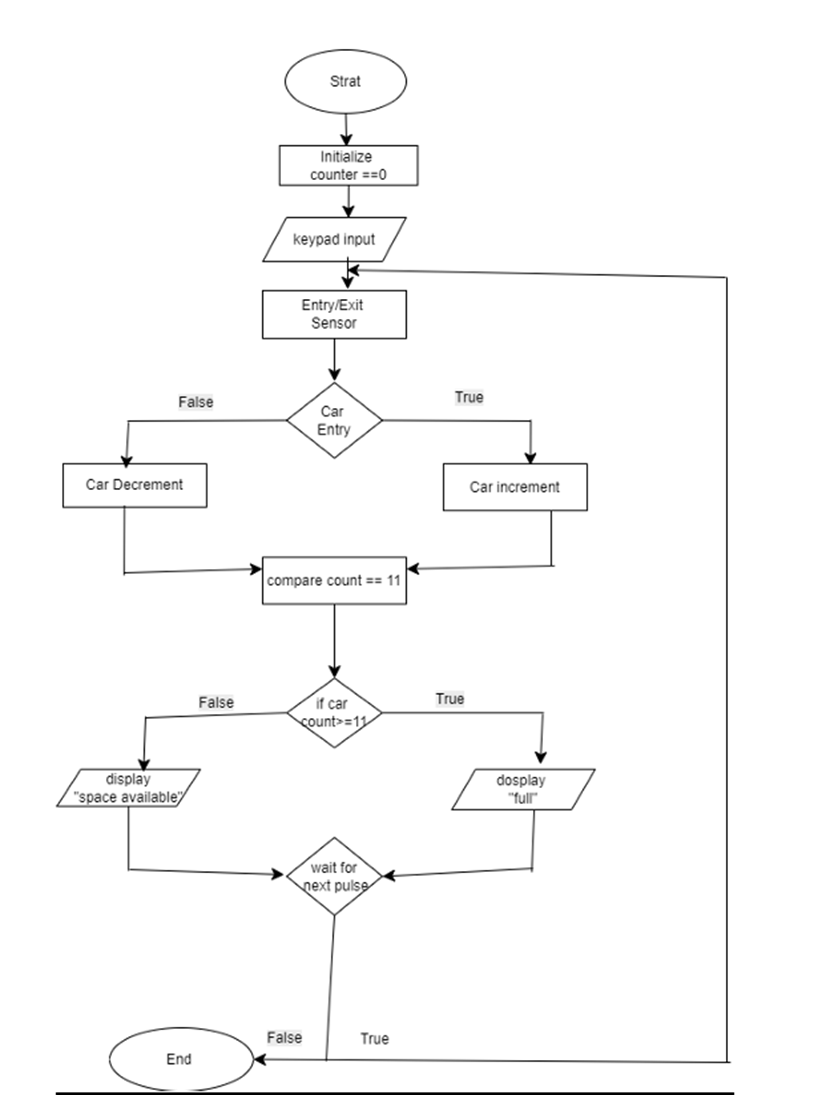 Strat
Initialize
counter ==0
keypad input
Entry/Exit
Sensor
False
True
Car
Entry
Car Decrement
Car increment
compare count == 11
False
True
if car
count>=11
display
"space available"
dosplay
"full"
wait for
next pulse
False
True
End